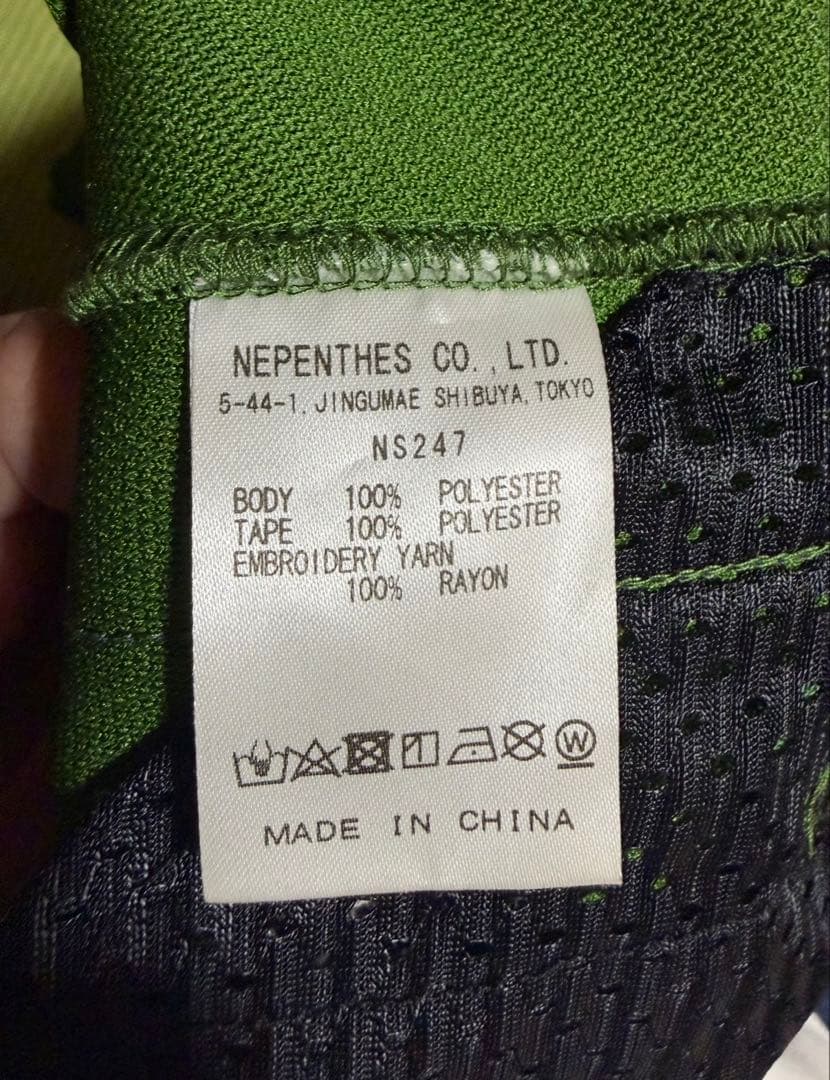 NEPENTHES CO.,LTD.
5-44-1, JINGUMAE SHIBUYA, TOKYO
NS247
BODY 100% POLYESTER
TAPE 100% POLYESTER
EMBROIDERY YARN
100% RAYON
W
MADE IN CHINA